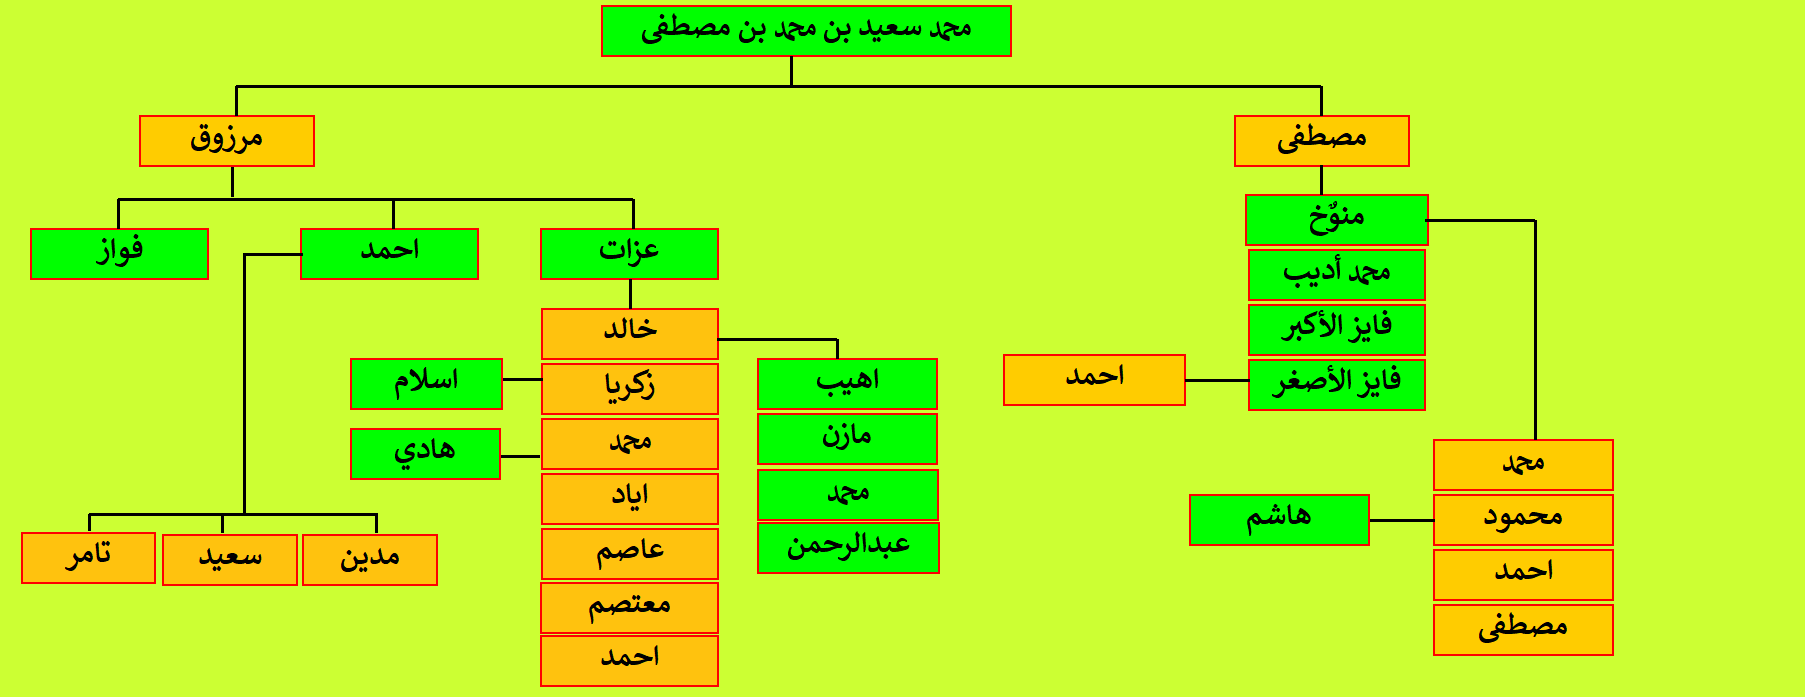 محمد سعيد بن محمد بن مصطفى
مصطفى
مرزوق
منوٌخ
محمد أديب
فايز الأكبر
فايز الأصغر
احمد
محمد
محمود
احمد
مصطفى
هاشم
عزات
احمد
فواز
خالد
زكريا
محمد
اياد
عاصم
معتصم
احمد
اهيب
مازن
محمد
عبدالرحمن
اسلام
هادي
مدين
سعيد
تامر